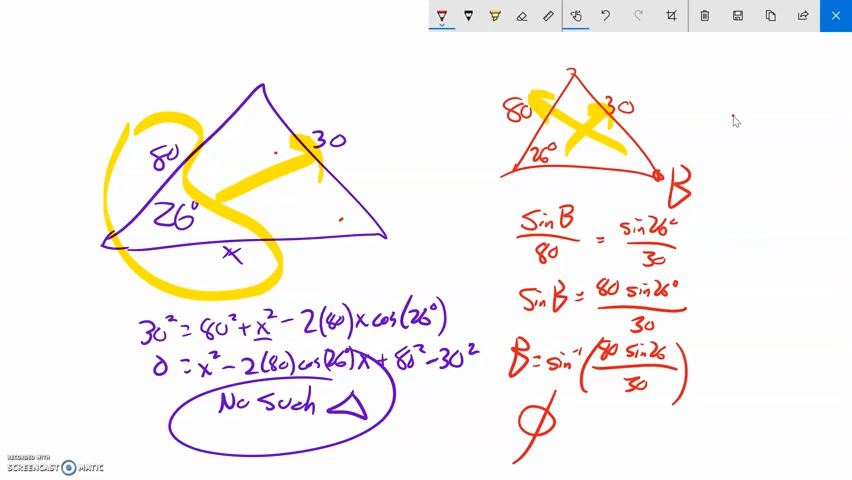 80
30
26°
x
30² = 80² + x² - 2(80)x cos(26°)
0 = x² - 2(80)cos(26°)x + 80² - 30²
No Such △
80
30
26°
B
sin B / 80 = sin 26° / 30
sin B = 80 sin 26° / 30
B = sin⁻¹(80 sin 26 / 30)
∅
RECORDED WITH
SCREENCAST MATIC